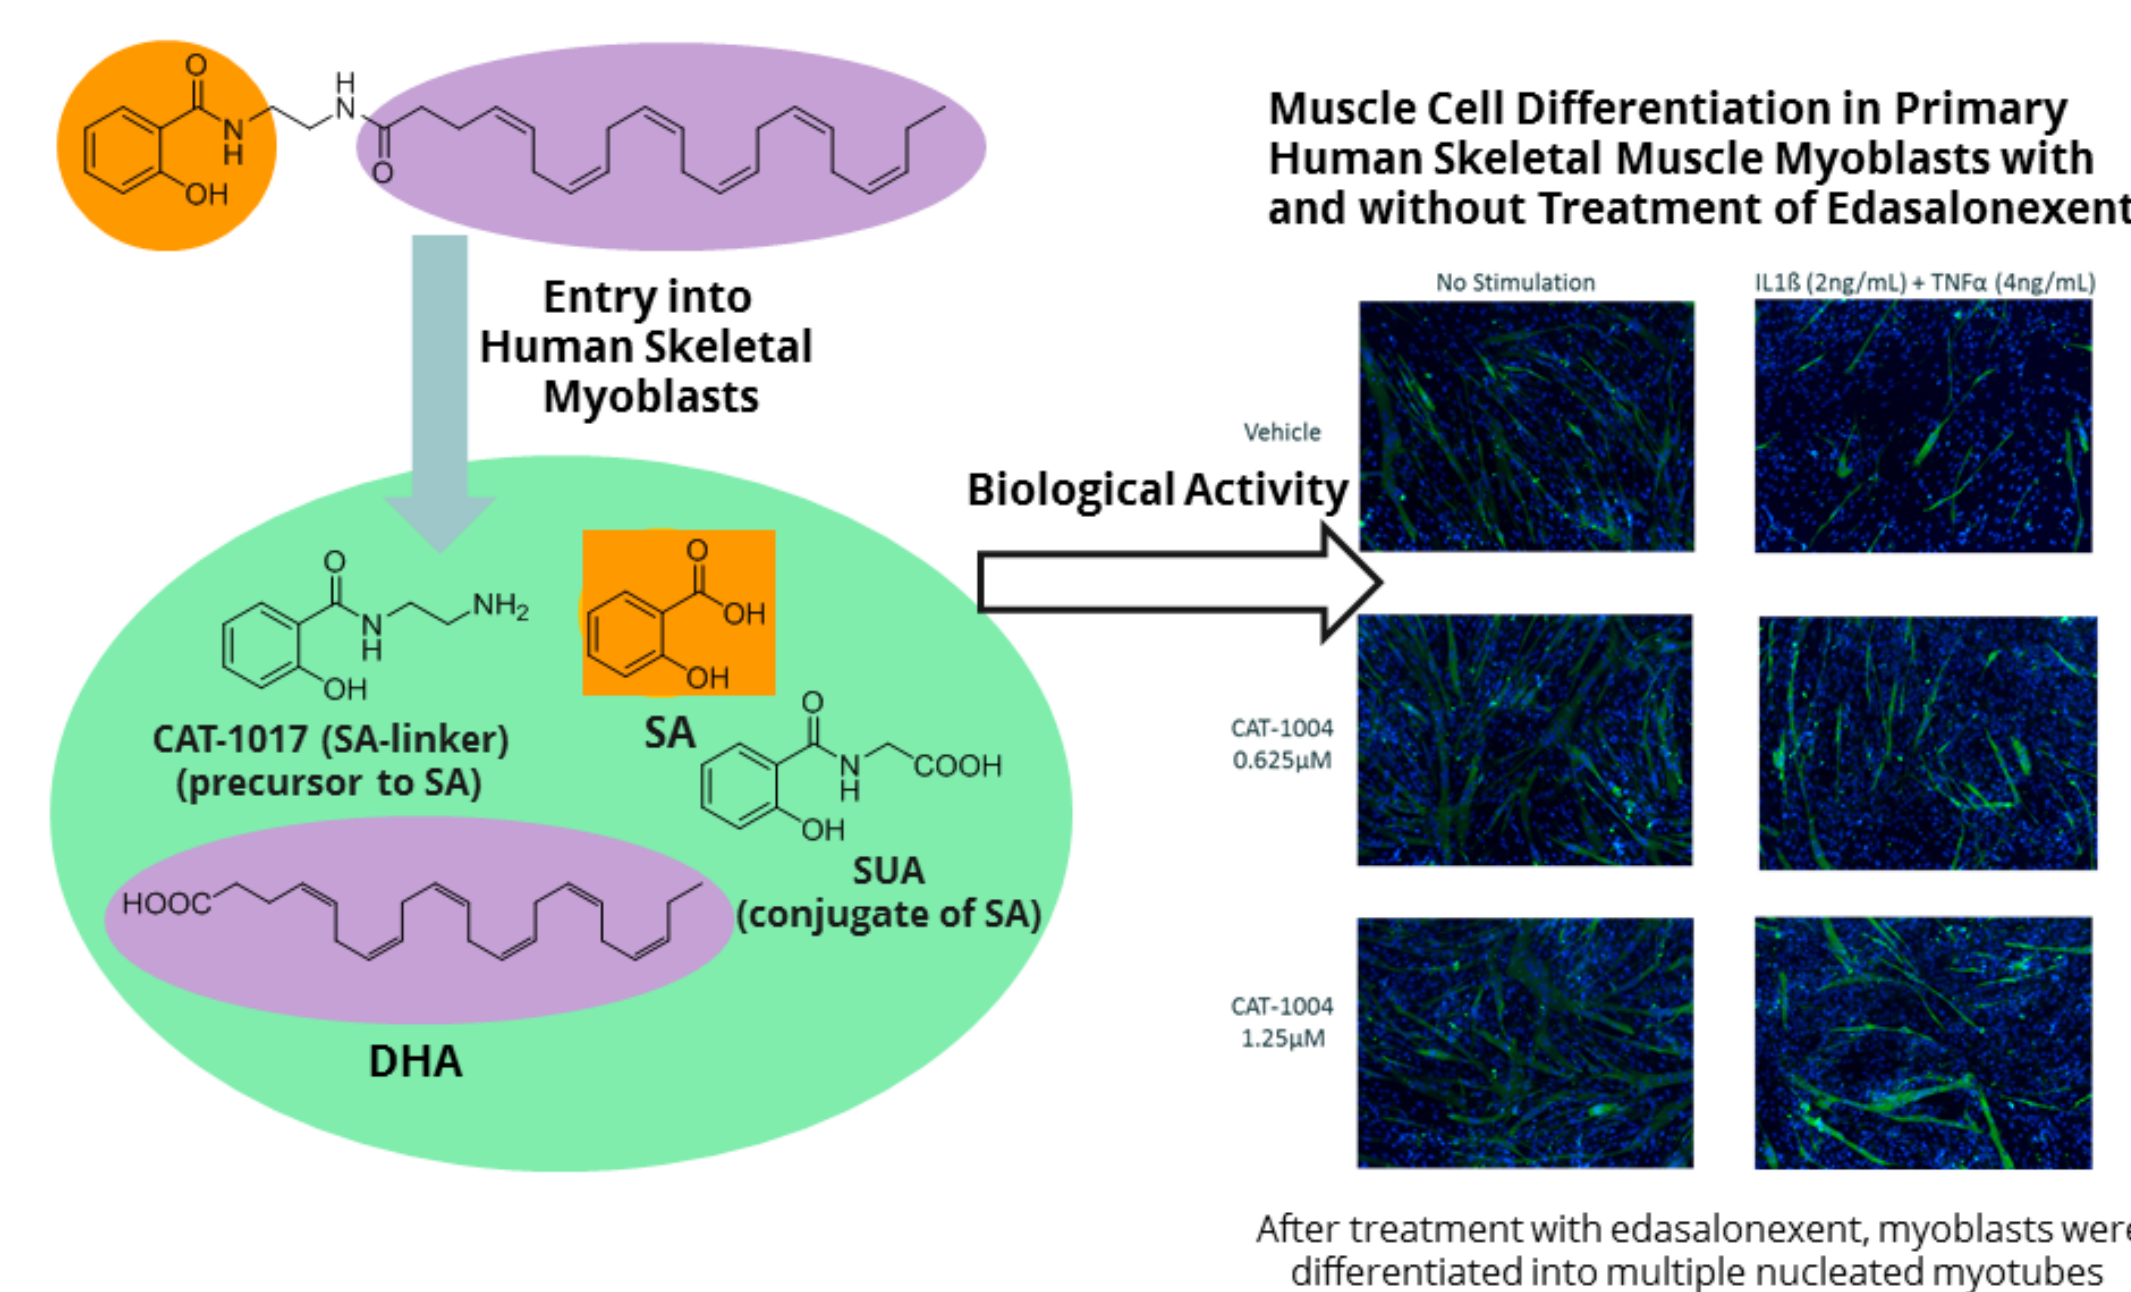 O
N
H
OH
H
N
O
Entry into
Human Skeletal
Myoblasts
O
N
H
NH2
OH
CAT-1017 (SA-linker)
(precursor to SA)
O
OH
OH
SA
O
N
H
COOH
OH
SUA
(conjugate of SA)
HOOC
DHA
Biological Activity
Muscle Cell Differentiation in Primary
Human Skeletal Muscle Myoblasts with
and without Treatment of Edasalonexent
No Stimulation
IL1ß (2ng/mL) + TNFα (4ng/mL)
Vehicle
CAT-1004
0.625µM
CAT-1004
1.25µM
After treatment with edasalonexent, myoblasts were
differentiated into multiple nucleated myotubes